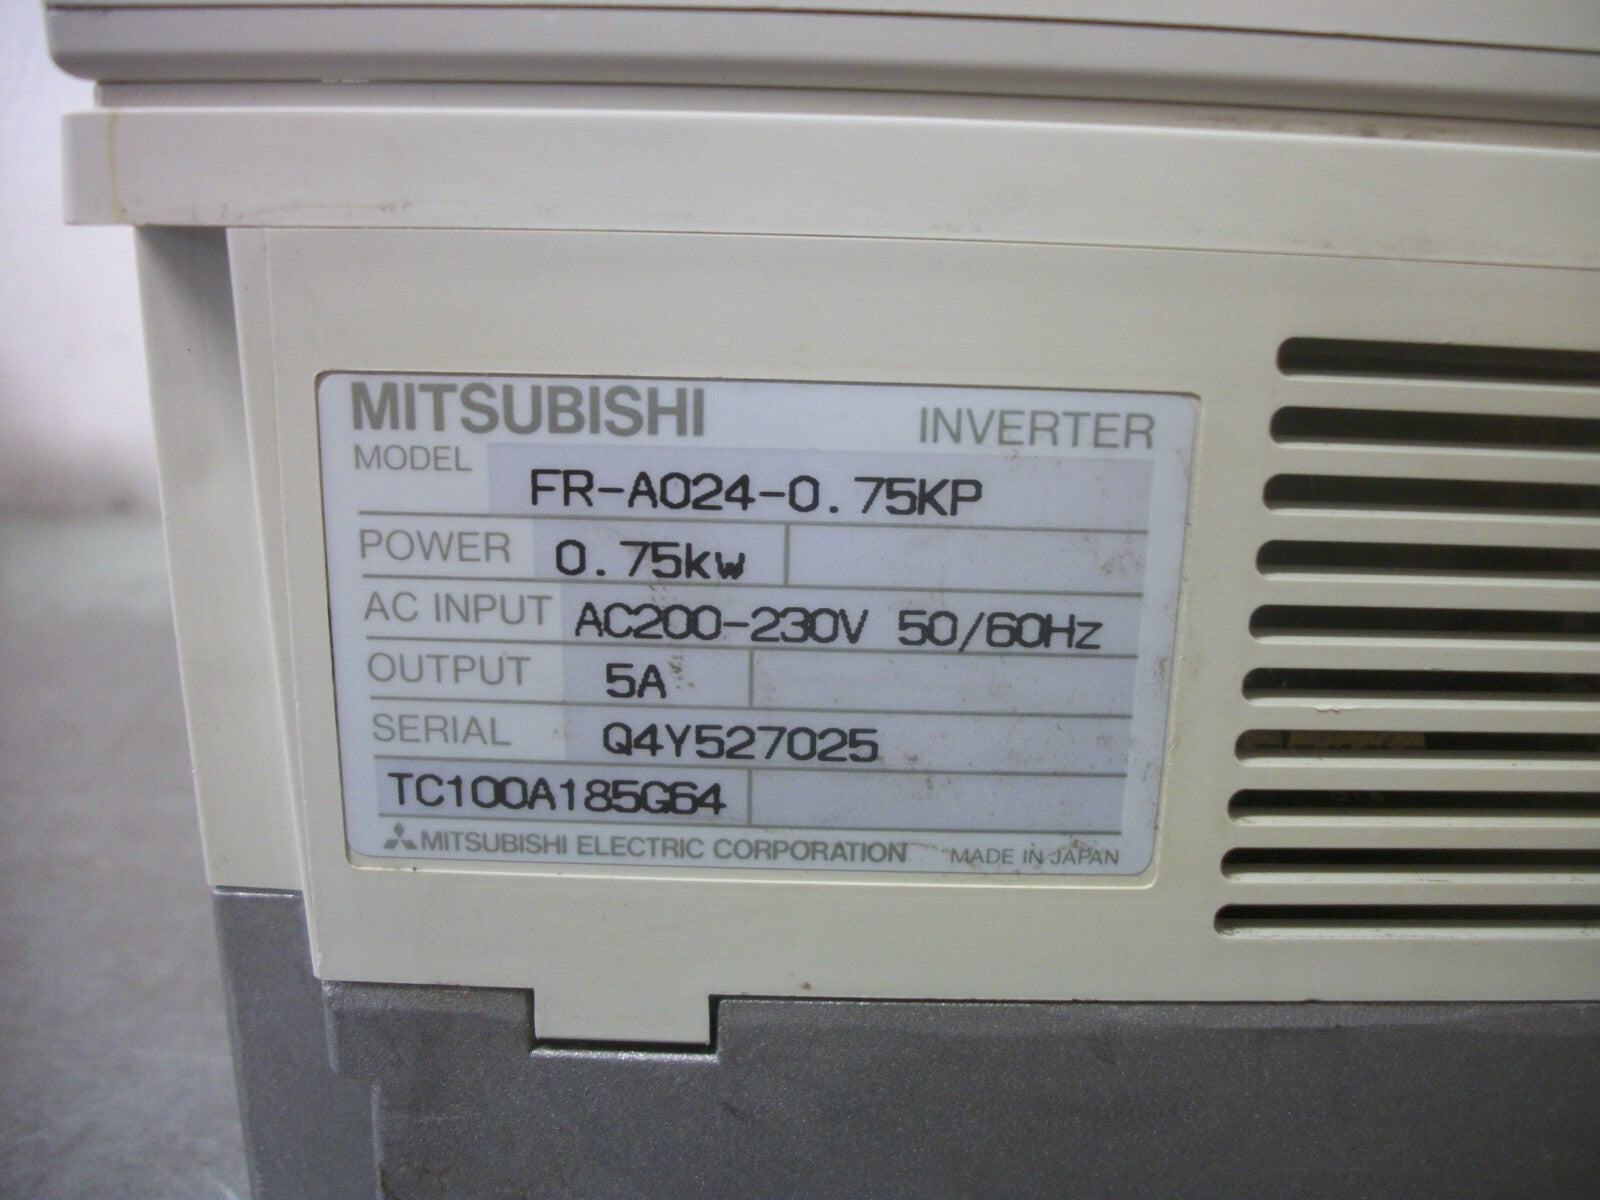 MITSUBISHI INVERTER
MODEL FR-A024-0.75KP
POWER 0.75kw
AC INPUT AC200-230V 50/60Hz
OUTPUT 5A
SERIAL Q4Y527025
TC100A185G64
MITSUBISHI ELECTRIC CORPORATION MADE IN JAPAN